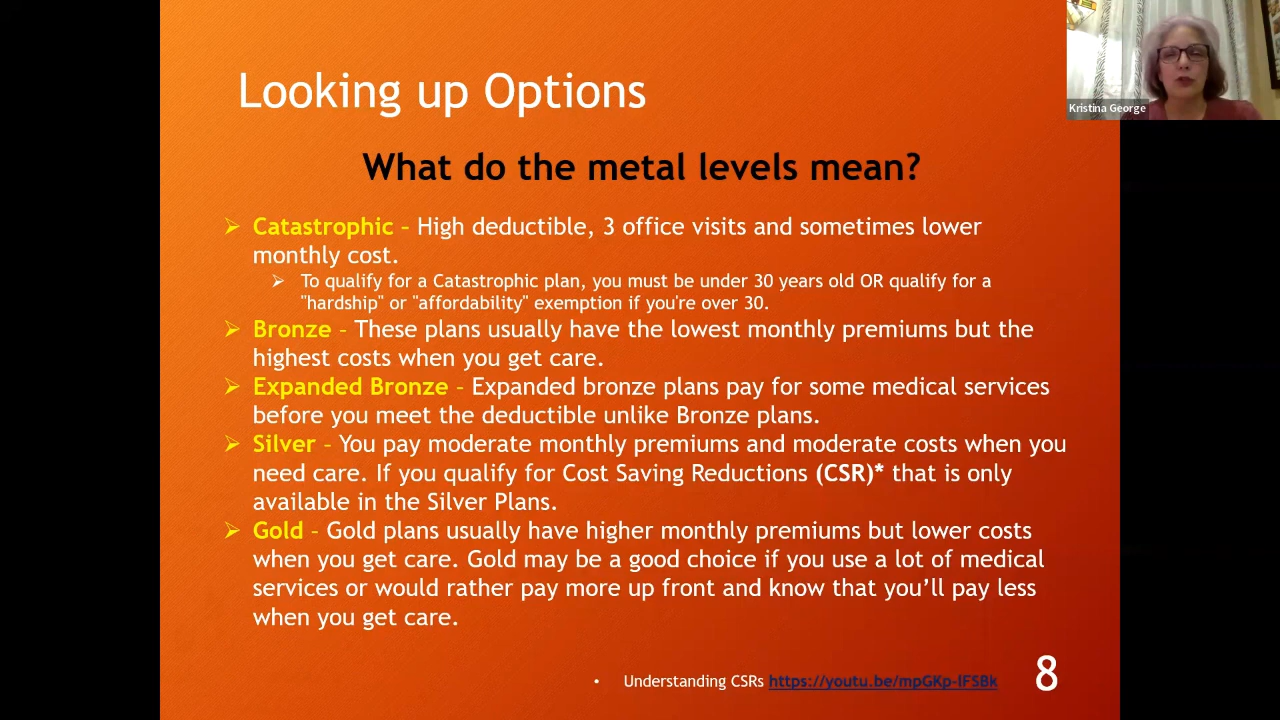 Looking up Options
Kristina George
What do the metal levels mean?
Catastrophic – High deductible, 3 office visits and sometimes lower
monthly cost.
To qualify for a Catastrophic plan, you must be under 30 years old OR qualify for a
"hardship" or "affordability" exemption if you're over 30.
Bronze – These plans usually have the lowest monthly premiums but the
highest costs when you get care.
Expanded Bronze – Expanded bronze plans pay for some medical services
before you meet the deductible unlike Bronze plans.
Silver – You pay moderate monthly premiums and moderate costs when you
need care. If you qualify for Cost Saving Reductions (CSR)* that is only
available in the Silver Plans.
Gold – Gold plans usually have higher monthly premiums but lower costs
when you get care. Gold may be a good choice if you use a lot of medical
services or would rather pay more up front and know that you’ll pay less
when you get care.
• Understanding CSRs https://youtu.be/mpGKp-lFSBk
8